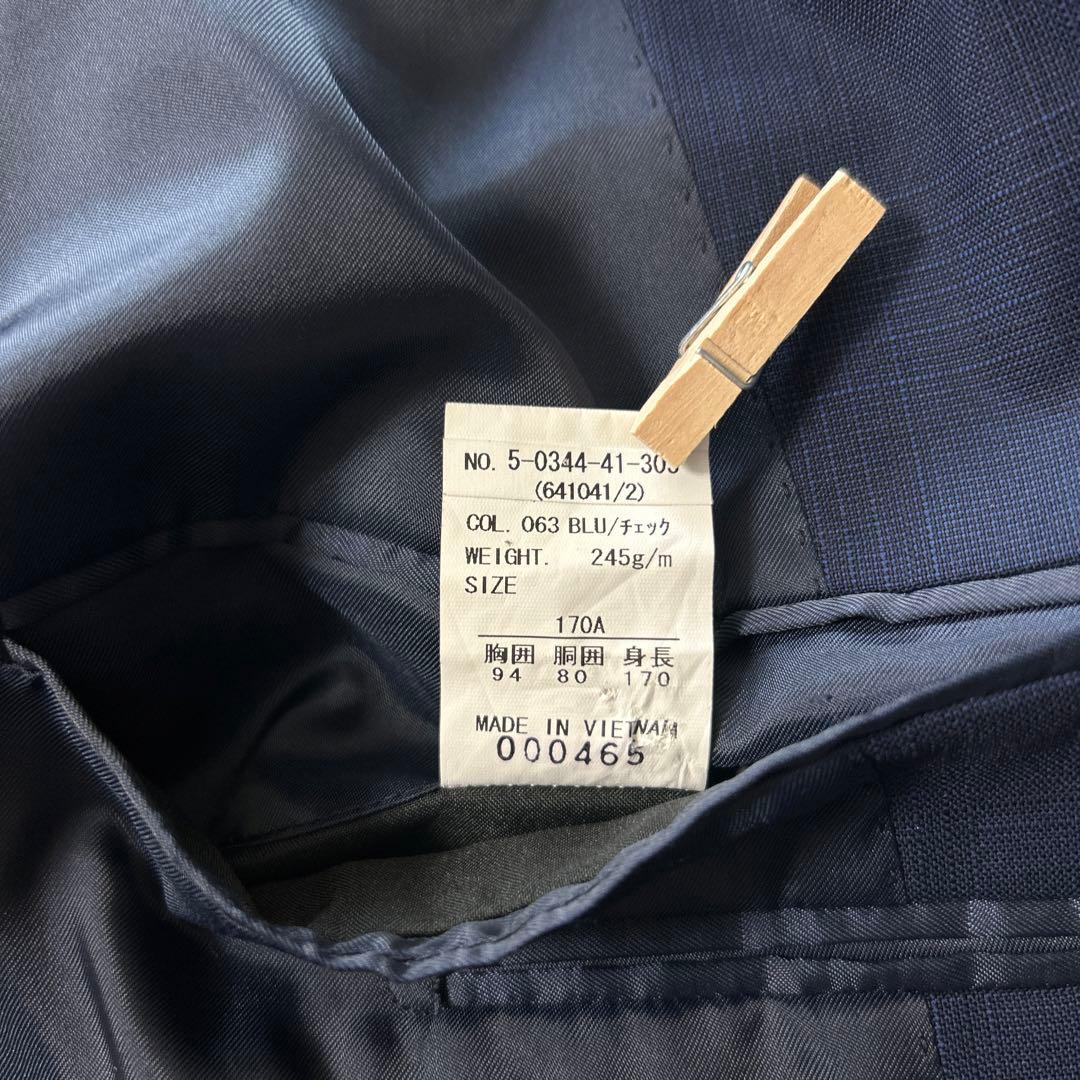 NO. 5-0344-41-30
(641041/2)
COL. 063 BLU/チェック
WEIGHT. 245g/m
SIZE
170A
胸囲 胴囲 身長
94 80 170
MADE IN VIETNAM
000465